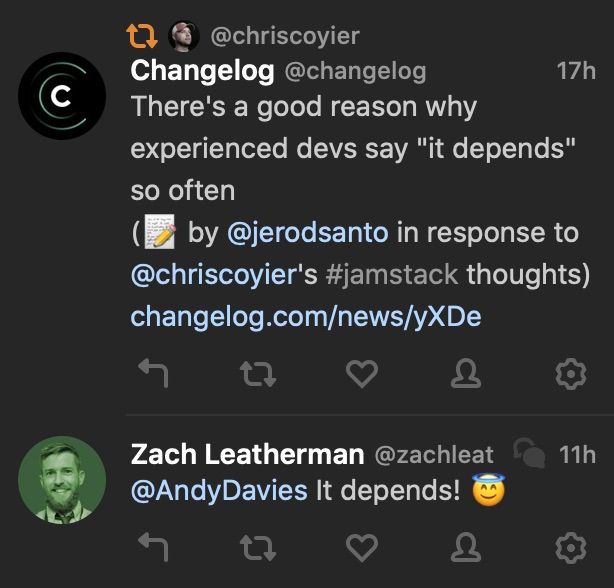 @chriscoyier
Changelog @changelog 17h
There's a good reason why
experienced devs say "it depends"
so often
(📝 by @jerodsanto in response to
@chriscoyier's #jamstack thoughts)
changelog.com/news/yXDe
C
Zach Leatherman @zachleat 11h
@AndyDavies It depends! 😇